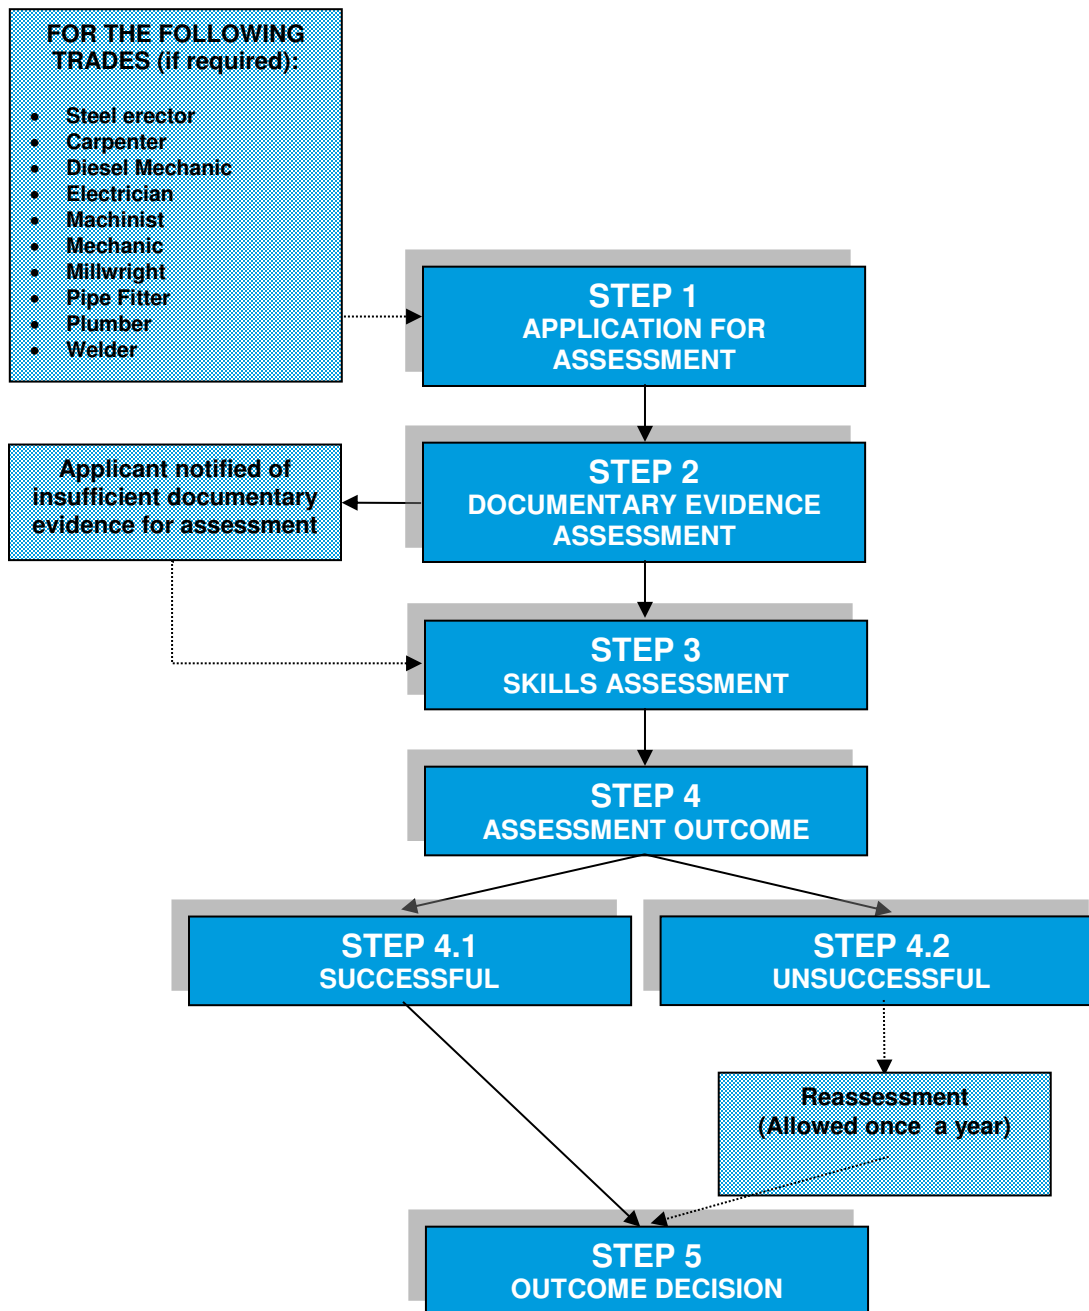 FOR THE FOLLOWING
TRADES (if required):
• Steel erector
• Carpenter
• Diesel Mechanic
• Electrician
• Machinist
• Mechanic
• Millwright
• Pipe Fitter
• Plumber
• Welder
STEP 1
APPLICATION FOR
ASSESSMENT
STEP 2
DOCUMENTARY EVIDENCE
ASSESSMENT
Applicant notified of
insufficient documentary
evidence for assessment
STEP 3
SKILLS ASSESSMENT
STEP 4
ASSESSMENT OUTCOME
STEP 4.1
SUCCESSFUL
STEP 4.2
UNSUCCESSFUL
Reassessment
(Allowed once a year)
STEP 5
OUTCOME DECISION